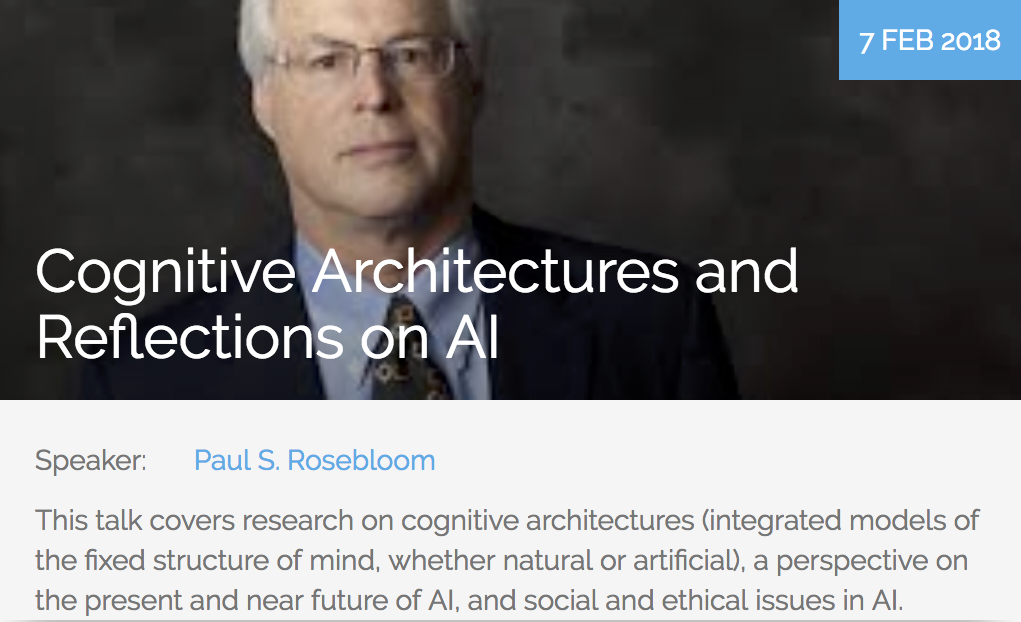 7 FEB 2018
Cognitive Architectures and
Reflections on AI
Speaker: Paul S. Rosebloom
This talk covers research on cognitive architectures (integrated models of
the fixed structure of mind, whether natural or artificial), a perspective on
the present and near future of AI, and social and ethical issues in AI.